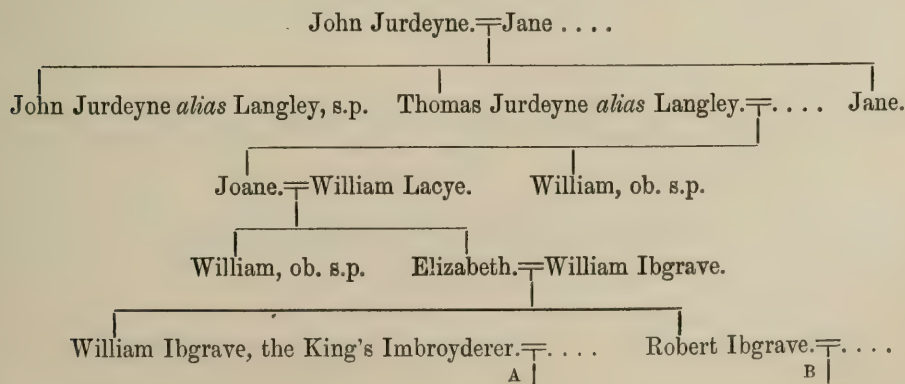 John Jurdeyne.=Jane ....
John Jurdeyne alias Langley, s.p. Thomas Jurdeyne alias Langley.=.... Jane.
Joane.=William Lacye. William, ob. s.p.
William, ob. s.p. Elizabeth.=William Ibgrave.
William Ibgrave, the King's Imbroyderer.=.... Robert Ibgrave.=....
A B